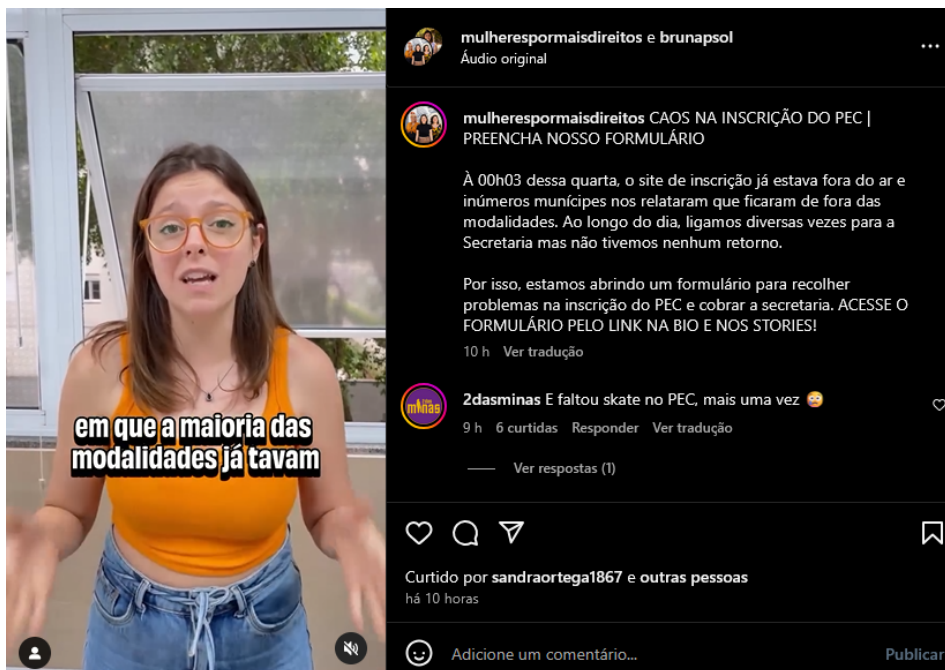 em que a maioria das
modalidades já tavam
mulherespormaisdireitos e brunapsol
Áudio original
mulherespormaisdireitos CAOS NA INSCRIÇÃO DO PEC |
PREENCHA NOSSO FORMULÁRIO
À 00h03 dessa quarta, o site de inscrição já estava fora do ar e
inúmeros munícipes nos relataram que ficaram de fora das
modalidades. Ao longo do dia, ligamos diversas vezes para a
Secretaria mas não tivemos nenhum retorno.
Por isso, estamos abrindo um formulário para recolher
problemas na inscrição do PEC e cobrar a secretaria. ACESSE O
FORMULÁRIO PELO LINK NA BIO E NOS STORIES!
10 h Ver tradução
minas
2dasminas E faltou skate no PEC, mais uma vez
9 h 6 curtidas Responder Ver tradução
Ver respostas (1)
Curtido por sandraortega1867 e outras pessoas
há 10 horas
Adicione um comentário...
Publicar